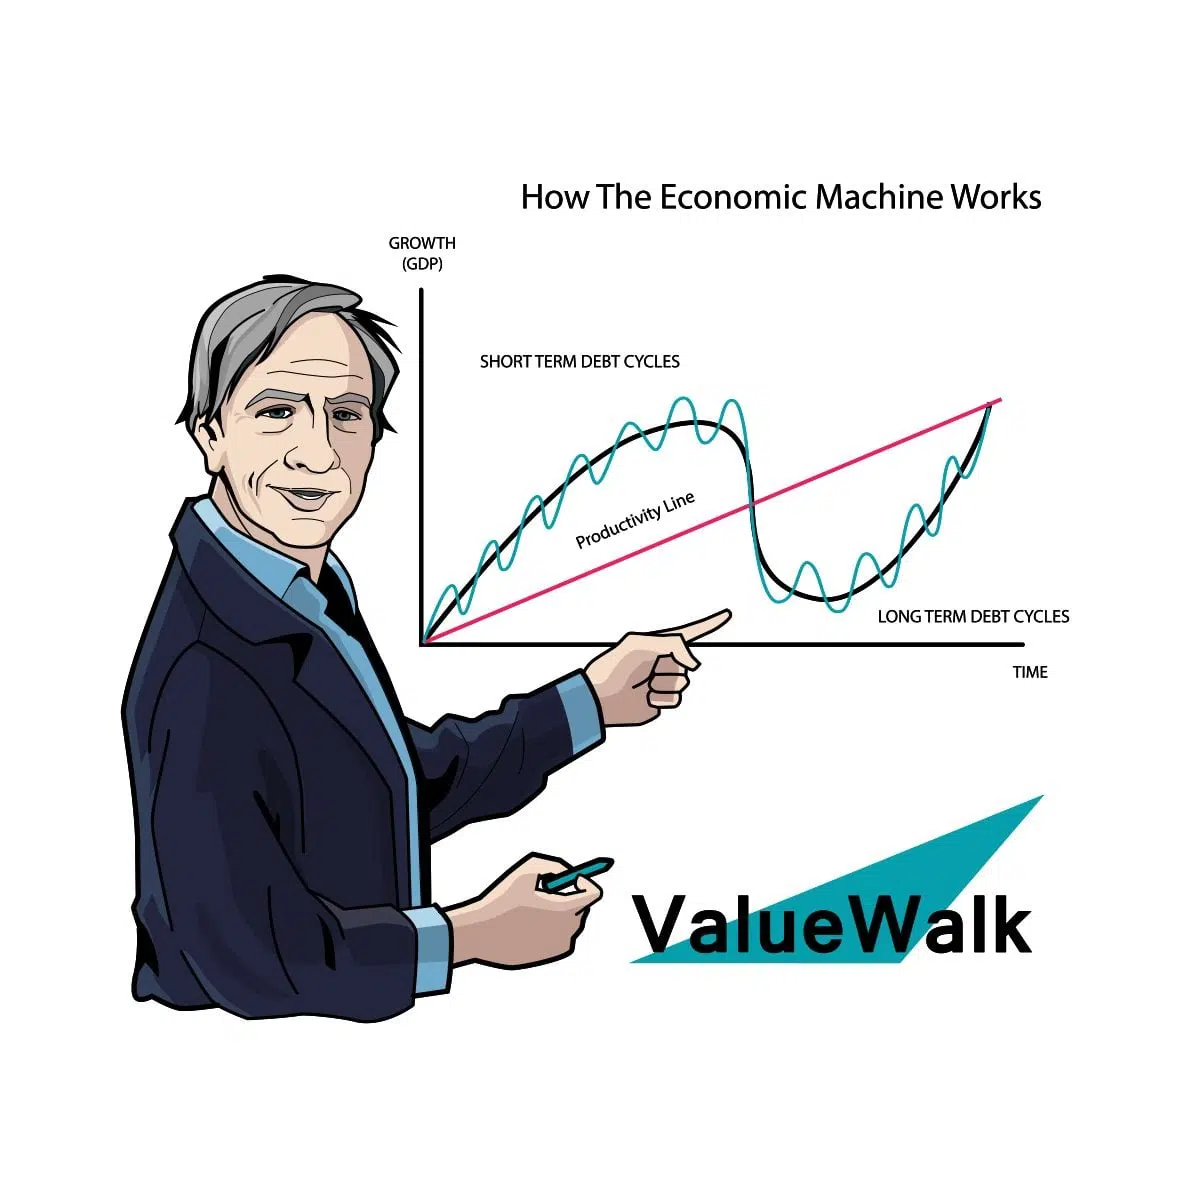 How The Economic Machine Works
GROWTH
(GDP)
SHORT TERM DEBT CYCLES
Productivity Line
LONG TERM DEBT CYCLES
TIME
ValueWalk